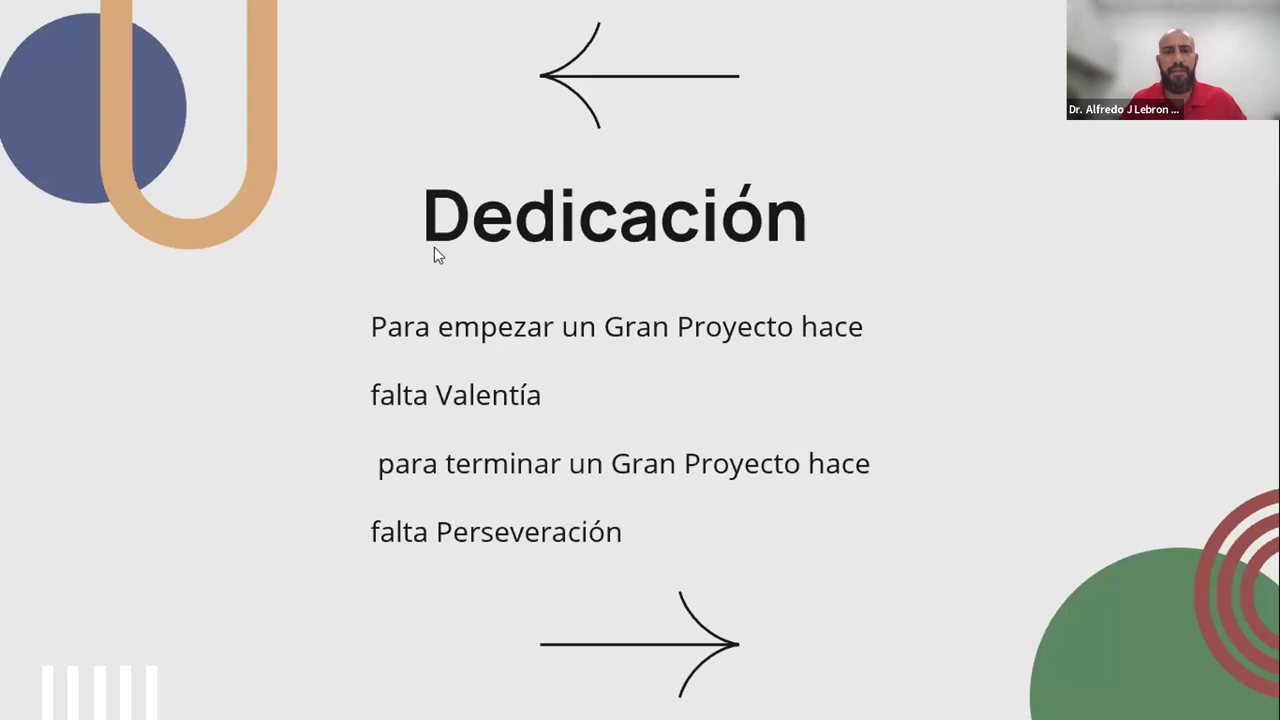 Dr. Alfredo J Lebron ...
Dedicación
Para empezar un Gran Proyecto hace
falta Valentía
para terminar un Gran Proyecto hace
falta Perseveración